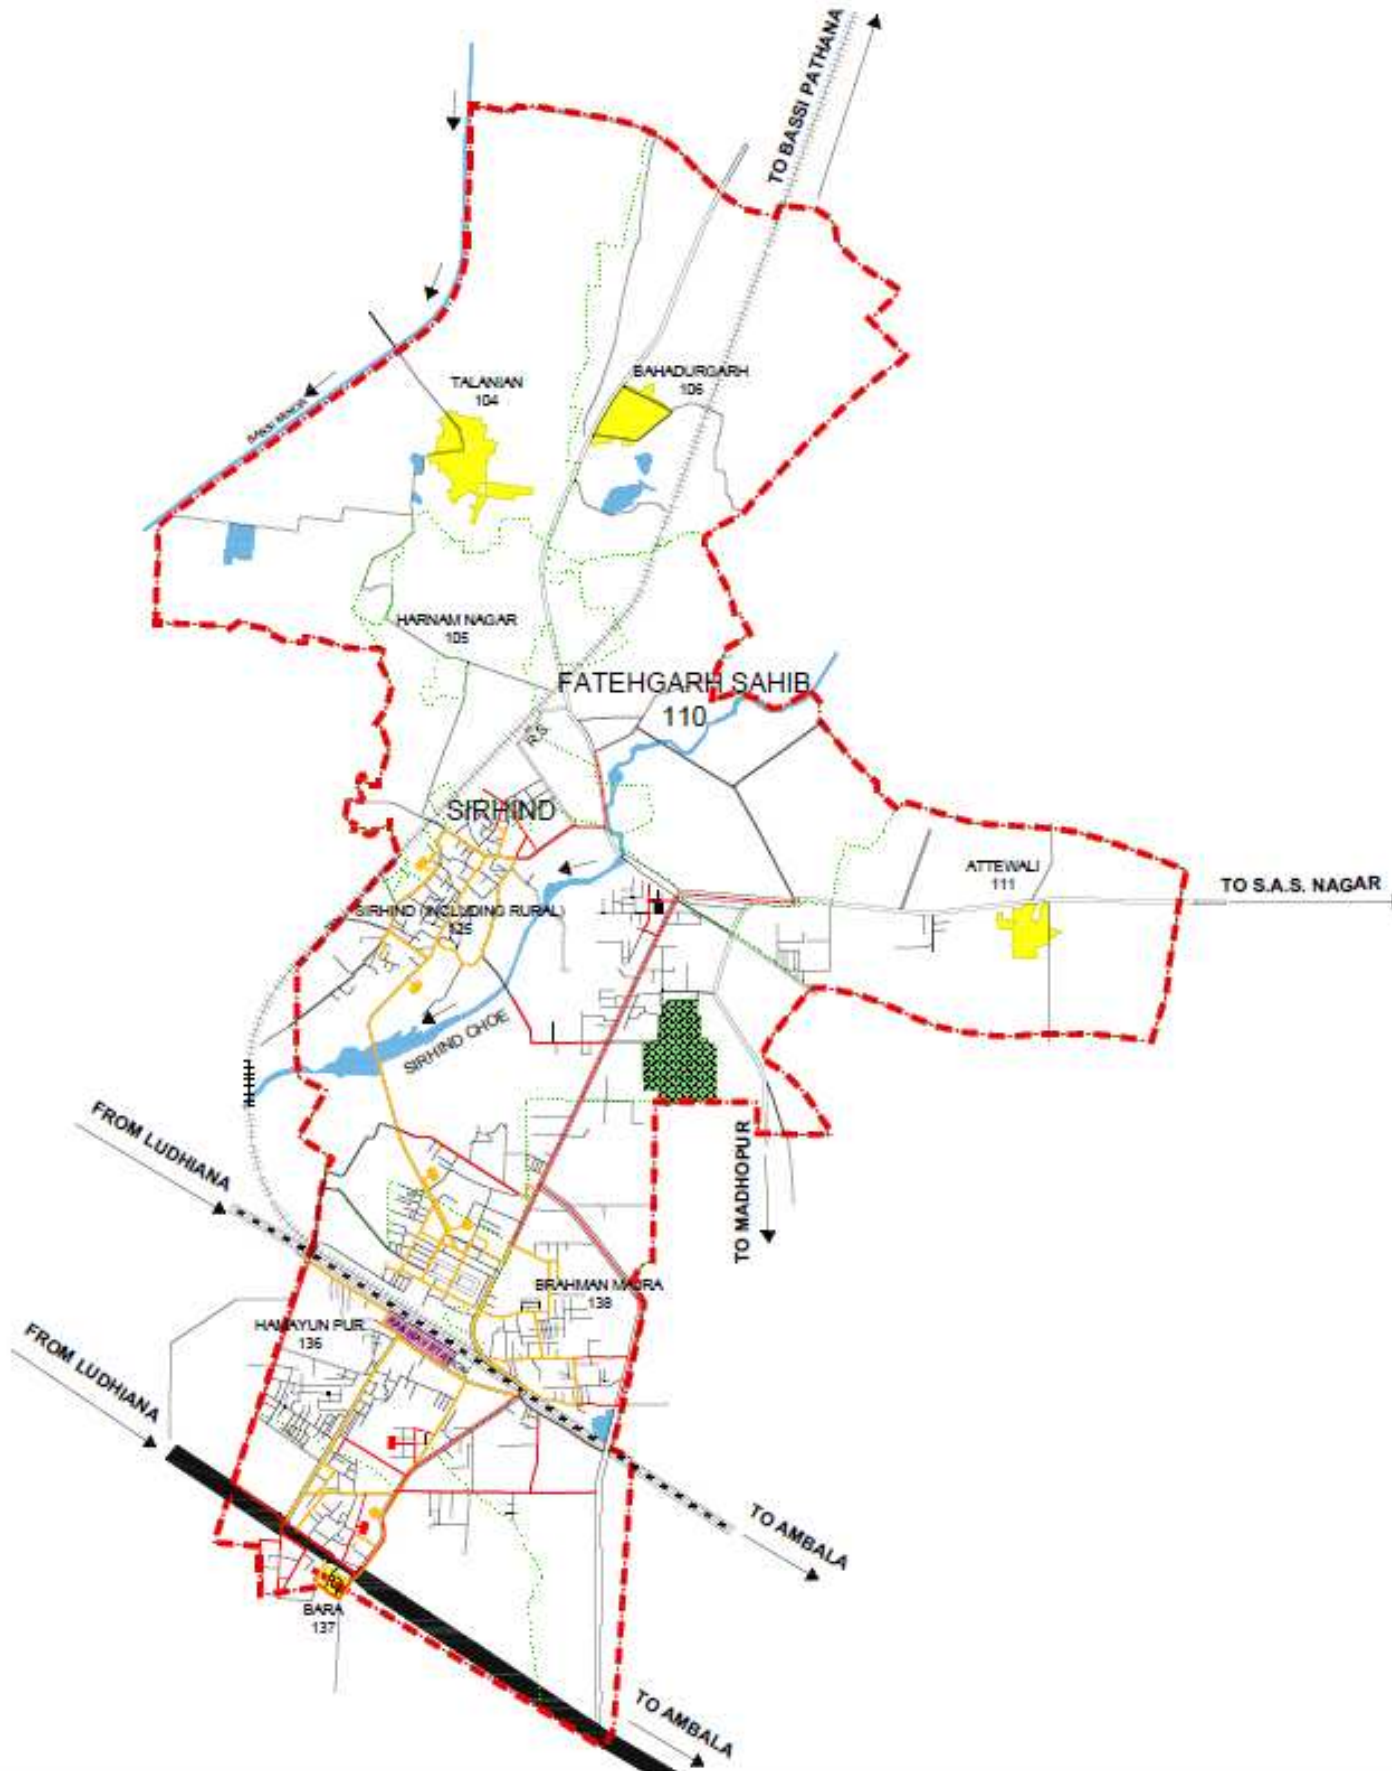 TO BASSI PATHANA
BAHADURGARH
106
TALANIAN
104
HARNAM NAGAR
105
FATEHGARH SAHIB
110
R.S.
SIRHIND
ATTEWALI
111
TO S.A.S. NAGAR
SIRHIND (INCLUDING RURAL)
125
SIRHIND CHOE
FROM LUDHIANA
TO MADHOPUR
BRAHMAN MAJRA
138
HAMAYUN PUR
136
FROM LUDHIANA
TO AMBALA
BARA
137
TO AMBALA